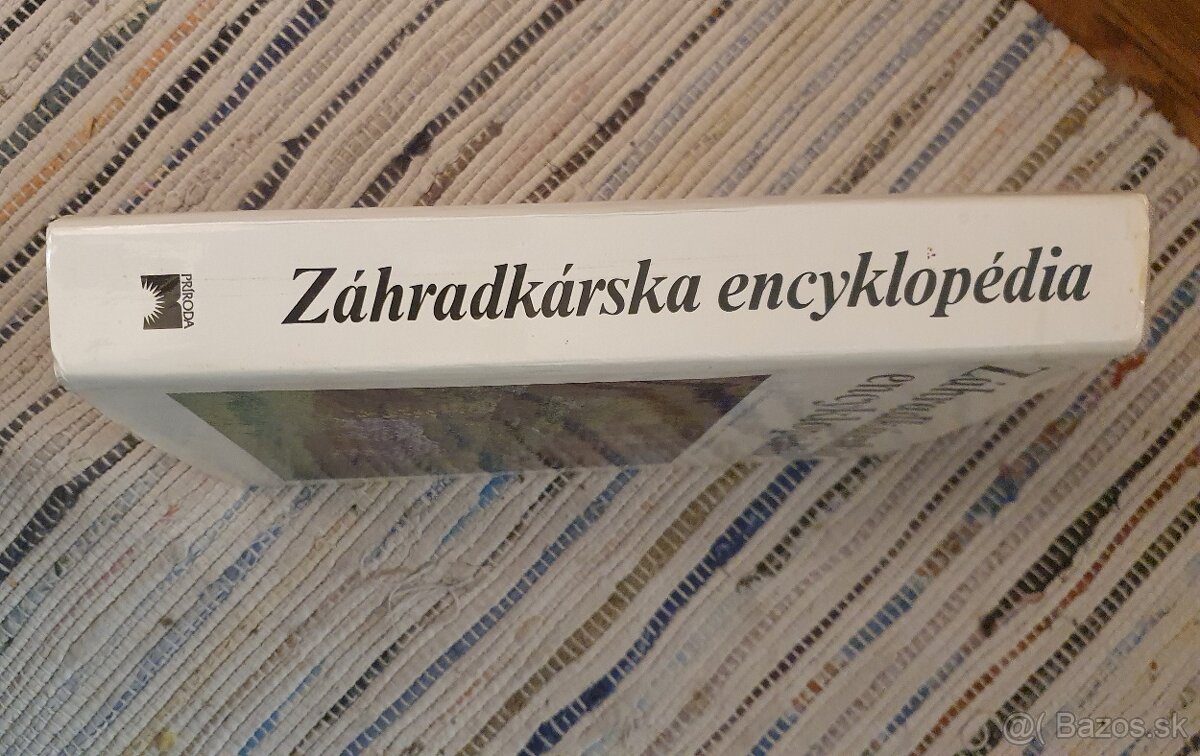 Záhradkárska encyklopédia
PRÍRODA
@( Bazos.sk